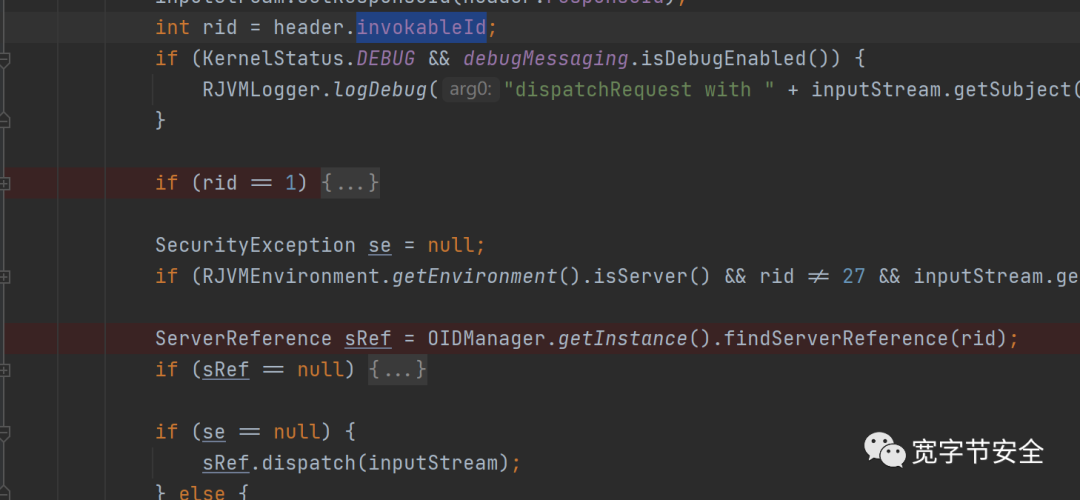 int rid = header.invokableId;
if (KernelStatus.DEBUG && debugMessaging.isDebugEnabled()) {
RJVMLogger.logDebug( arg0: "dispatchRequest with " + inputStream.getSubject(
}
if (rid == 1) {...}
SecurityException se = null;
if (RJVMEnvironment.getEnvironment().isServer() && rid ≠ 27 && inputStream.ge
ServerReference sRef = OIDManager.getInstance().findServerReference(rid);
if (sRef == null) {...}
if (se == null) {
sRef.dispatch(inputStream);
} else {
宽字节安全